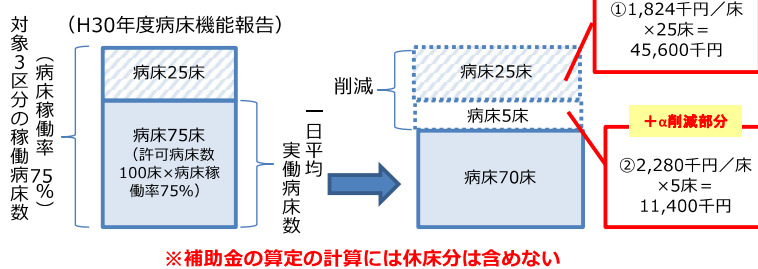 （H30年度病床機能報告）
対象３区分の稼働病床数
（病床稼働率　75％）
病床25床
病床75床
（許可病床数
100床×病床稼
働率75%）
一日平均
実働病床数
削減
病床25床
病床5床
病床70床
①1,824千円／床
×25床＝
45,600千円
＋α削減部分
②2,280千円／床
×5床＝
11,400千円
※補助金の算定の計算には休床分は含めない